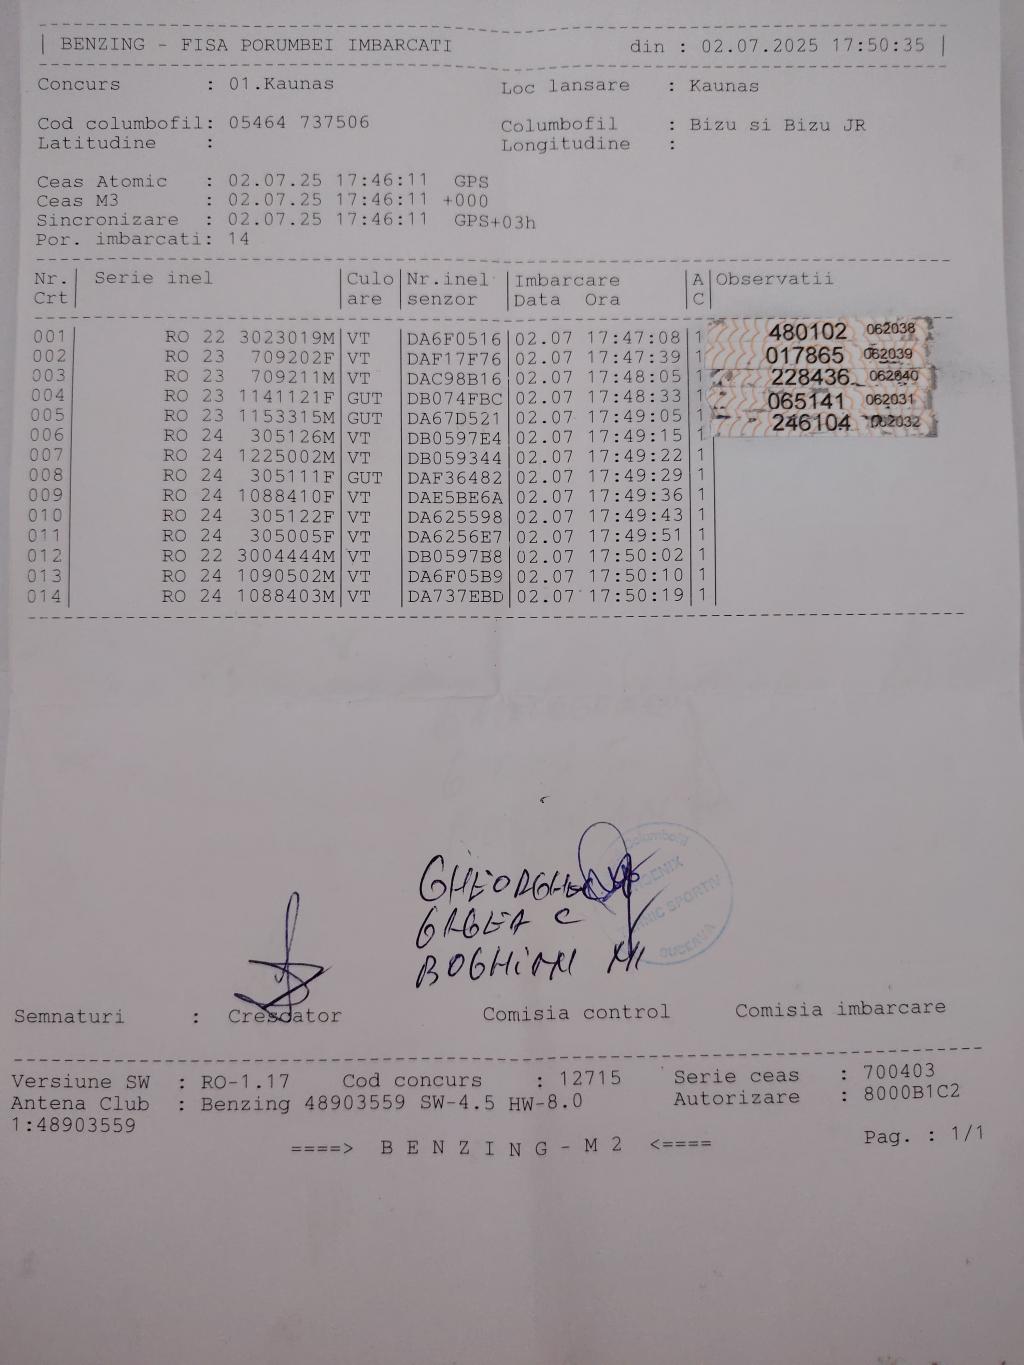 BENZING - FISA PORUMBEI IMBARCATI din : 02.07.2025 17:50:35
Concurs : 01.Kaunas Loc lansare : Kaunas
Cod columbofil: 05464 737506 Columbofil : Bizu si Bizu JR
Latitudine : Longitudine :
Ceas Atomic : 02.07.25 17:46:11 GPS
Ceas M3 : 02.07.25 17:46:11 +000
Sincronizare : 02.07.25 17:46:11 GPS+03h
Por. imbarcati: 14
Nr. Serie inel Culo Nr.inel Imbarcare A Observatii
Crt are senzor Data Ora C
001 RO 22 3023019M VT DA6F0516 02.07 17:47:08 1 480102 062038
002 RO 23 709202F VT DAF17F76 02.07 17:47:39 1 017865 062039
003 RO 23 709211M VT DAC98B16 02.07 17:48:05 1 228436 062040
004 RO 23 1141121F GUT DB074FBC 02.07 17:48:33 1 065141 062031
005 RO 23 1153315M GUT DA67D521 02.07 17:49:05 1 246104 062032
006 RO 24 305126M VT DB0597E4 02.07 17:49:15 1
007 RO 24 1225002M VT DB059344 02.07 17:49:22 1
008 RO 24 305111F GUT DAF36482 02.07 17:49:29 1
009 RO 24 1088410F VT DAE5BE6A 02.07 17:49:36 1
010 RO 24 305122F VT DA625598 02.07 17:49:43 1
011 RO 24 305005F VT DA6256E7 02.07 17:49:51 1
012 RO 22 3004444M VT DB0597B8 02.07 17:50:02 1
013 RO 24 1090502M VT DA6F05B9 02.07 17:50:10 1
014 RO 24 1088403M VT DA737EBD 02.07 17:50:19 1
Columbofil
PHOENIX
SPORTIV
SUCEAVA
BOGHIAN
Semnaturi : Crescator Comisia control Comisia imbarcare
Versiune SW : RO-1.17 Cod concurs : 12715 Serie ceas : 700403
Antena Club : Benzing 48903559 SW-4.5 HW-8.0 Autorizare : 8000B1C2
1:48903559
====> B E N Z I N G - M 2 <==== Pag. : 1/1